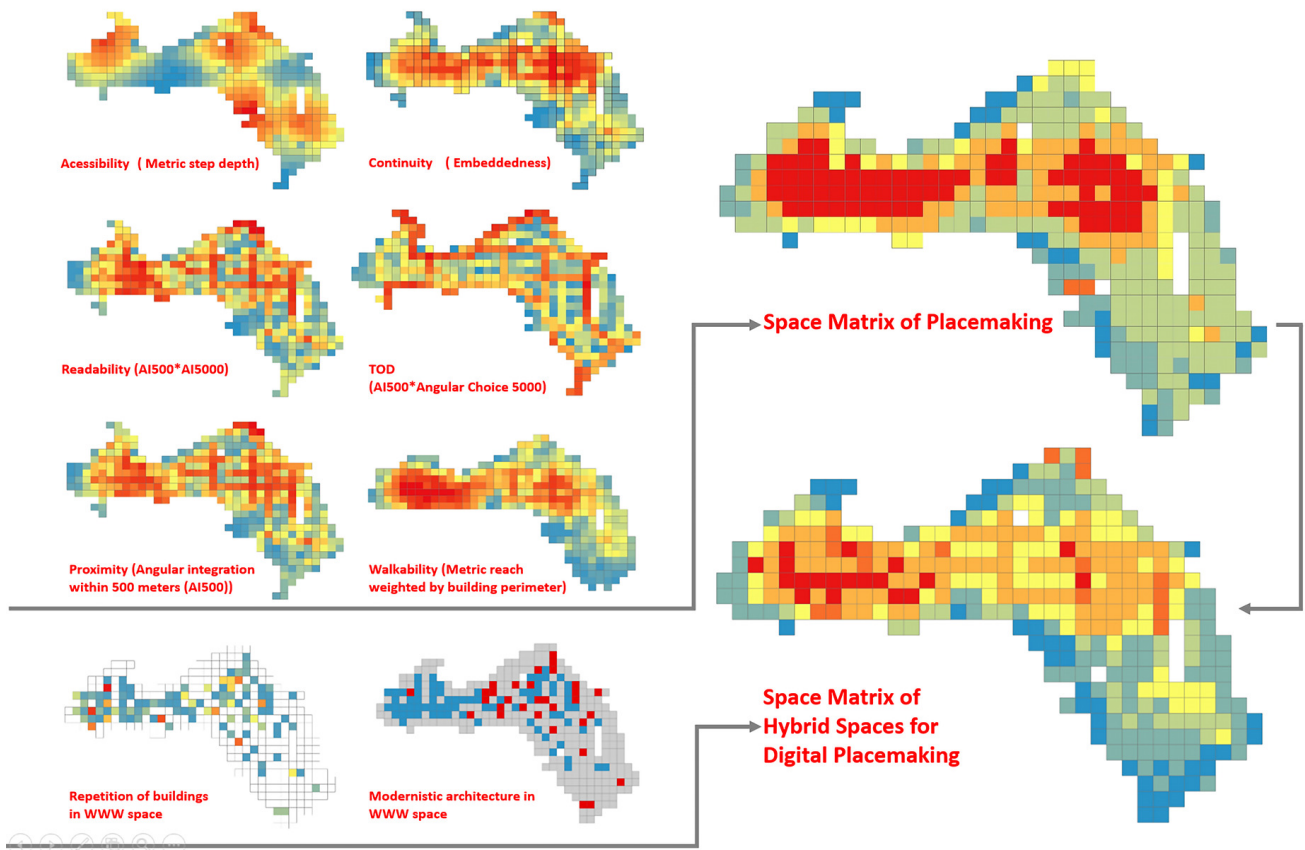 Acessibility ( Metric step depth)
Continuity ( Embeddedness)
Readability (AI500*AI5000)
TOD
(AI500*Angular Choice 5000)
Space Matrix of Placemaking
Proximity (Angular integration
within 500 meters (AI500))
Walkability (Metric reach
weighted by building perimeter)
Space Matrix of
Hybrid Spaces for
Digital Placemaking
Repetition of buildings
in WWW space
Modernistic architecture in
WWW space